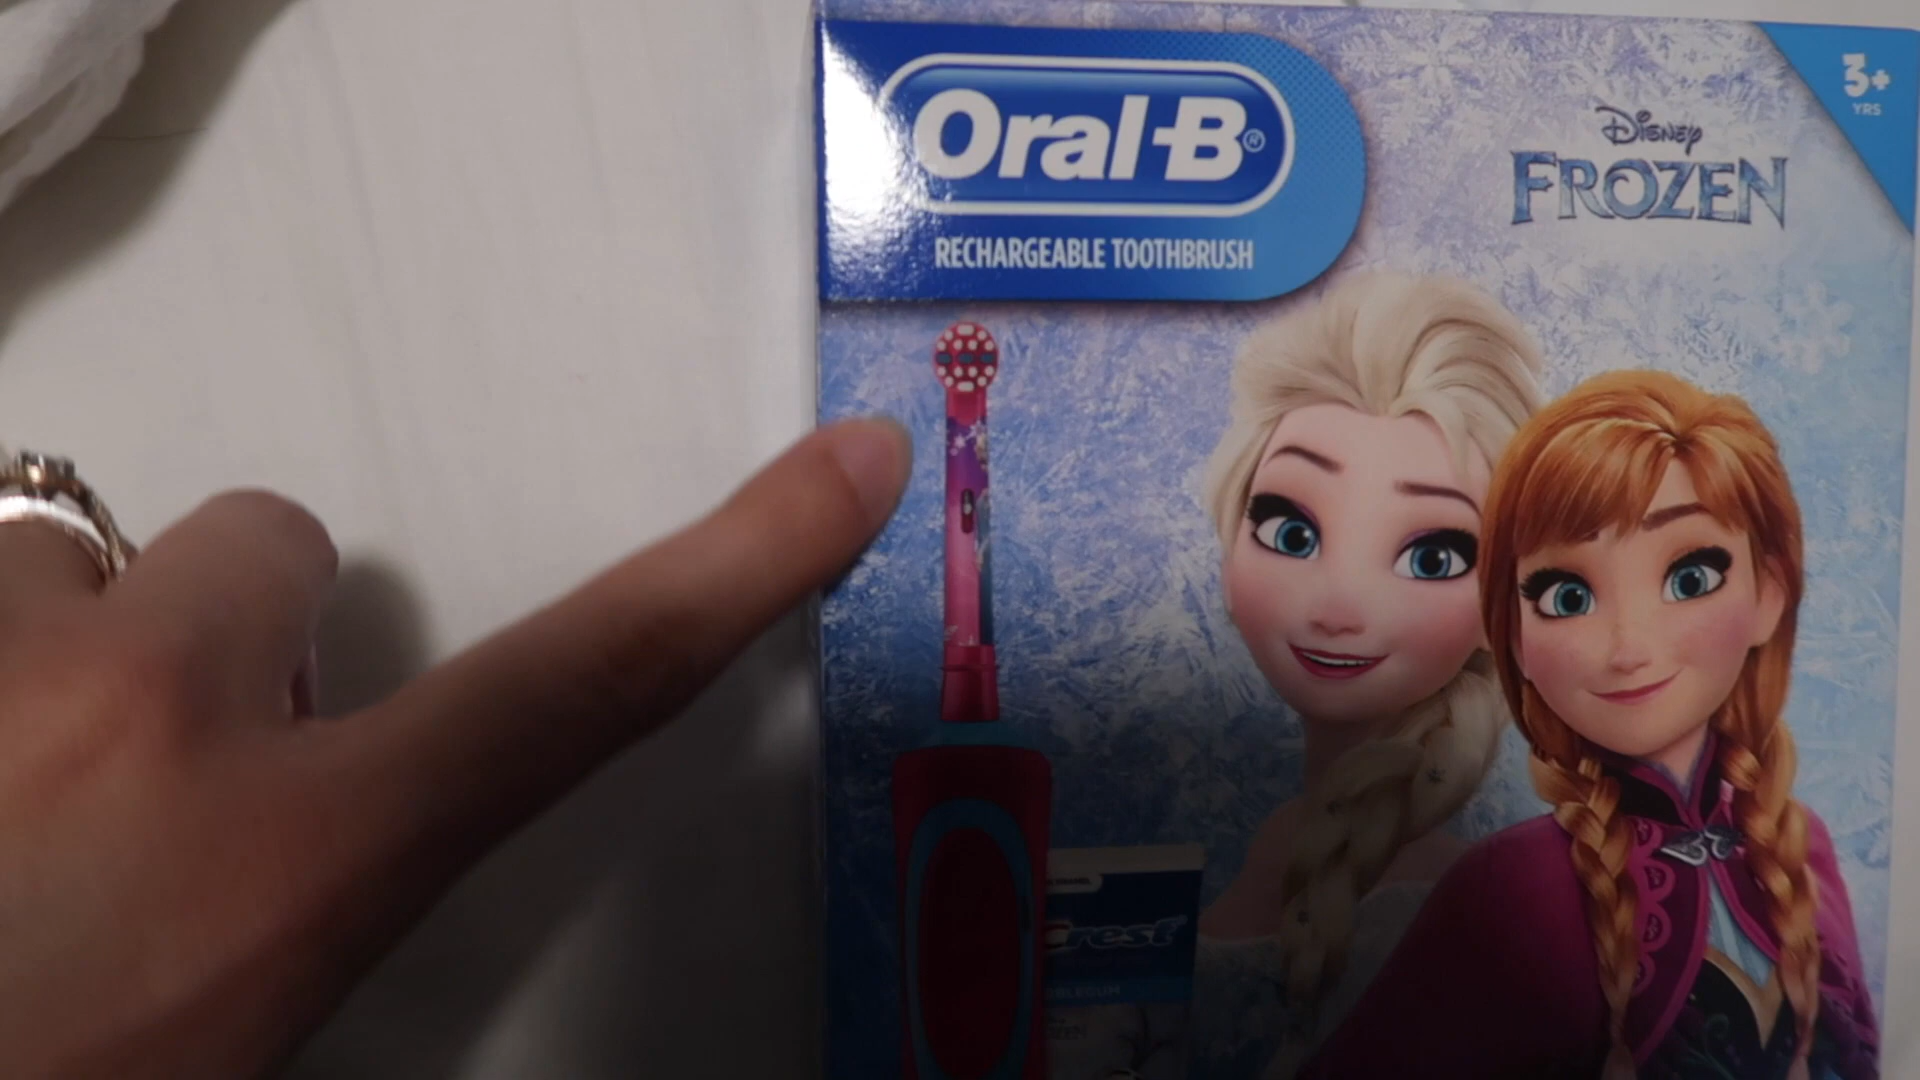 Oral-B®
RECHARGEABLE TOOTHBRUSH
DISNEY
FROZEN
3+
YRS
Crest